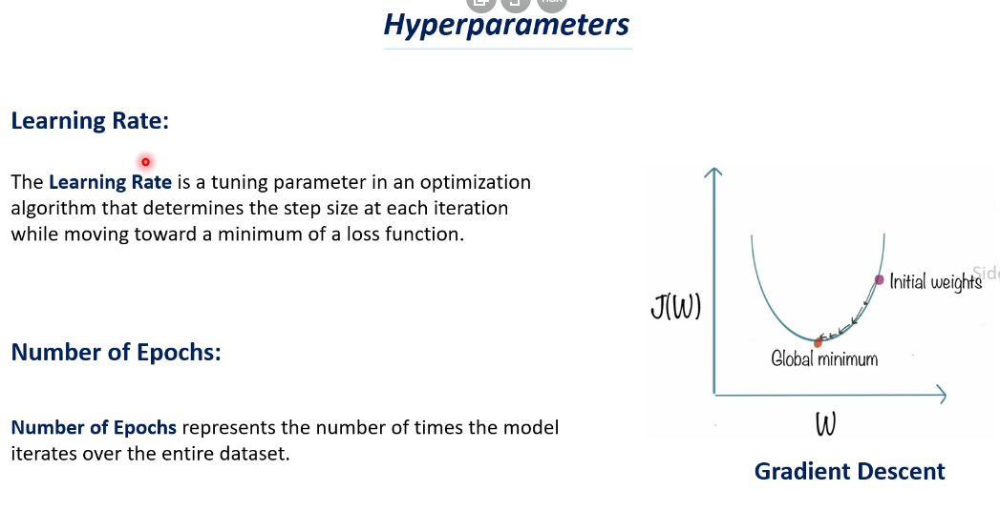 Hyperparameters
Learning Rate:
The Learning Rate is a tuning parameter in an optimization
algorithm that determines the step size at each iteration
while moving toward a minimum of a loss function.
Number of Epochs:
Number of Epochs represents the number of times the model
iterates over the entire dataset.
J(W)
Initial weights
Global minimum
W
Gradient Descent